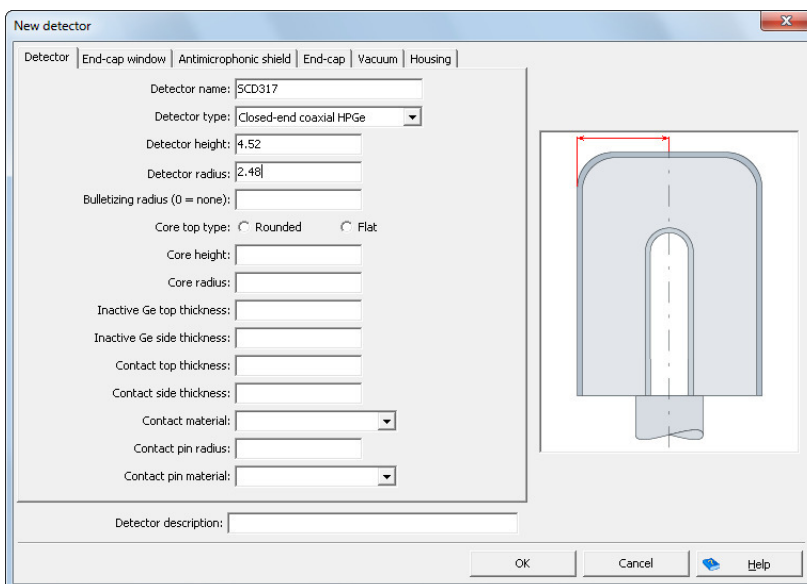 New detector
Detector End-cap window Antimicrophonic shield End-cap Vacuum Housing
Detector name: SCD317
Detector type: Closed-end coaxial HPGe
Detector height: 4.52
Detector radius: 2.48
Bulletizing radius (0 = none):
Core top type: Rounded Flat
Core height:
Core radius:
Inactive Ge top thickness:
Inactive Ge side thickness:
Contact top thickness:
Contact side thickness:
Contact material:
Contact pin radius:
Contact pin material:
Detector description:
OK Cancel Help